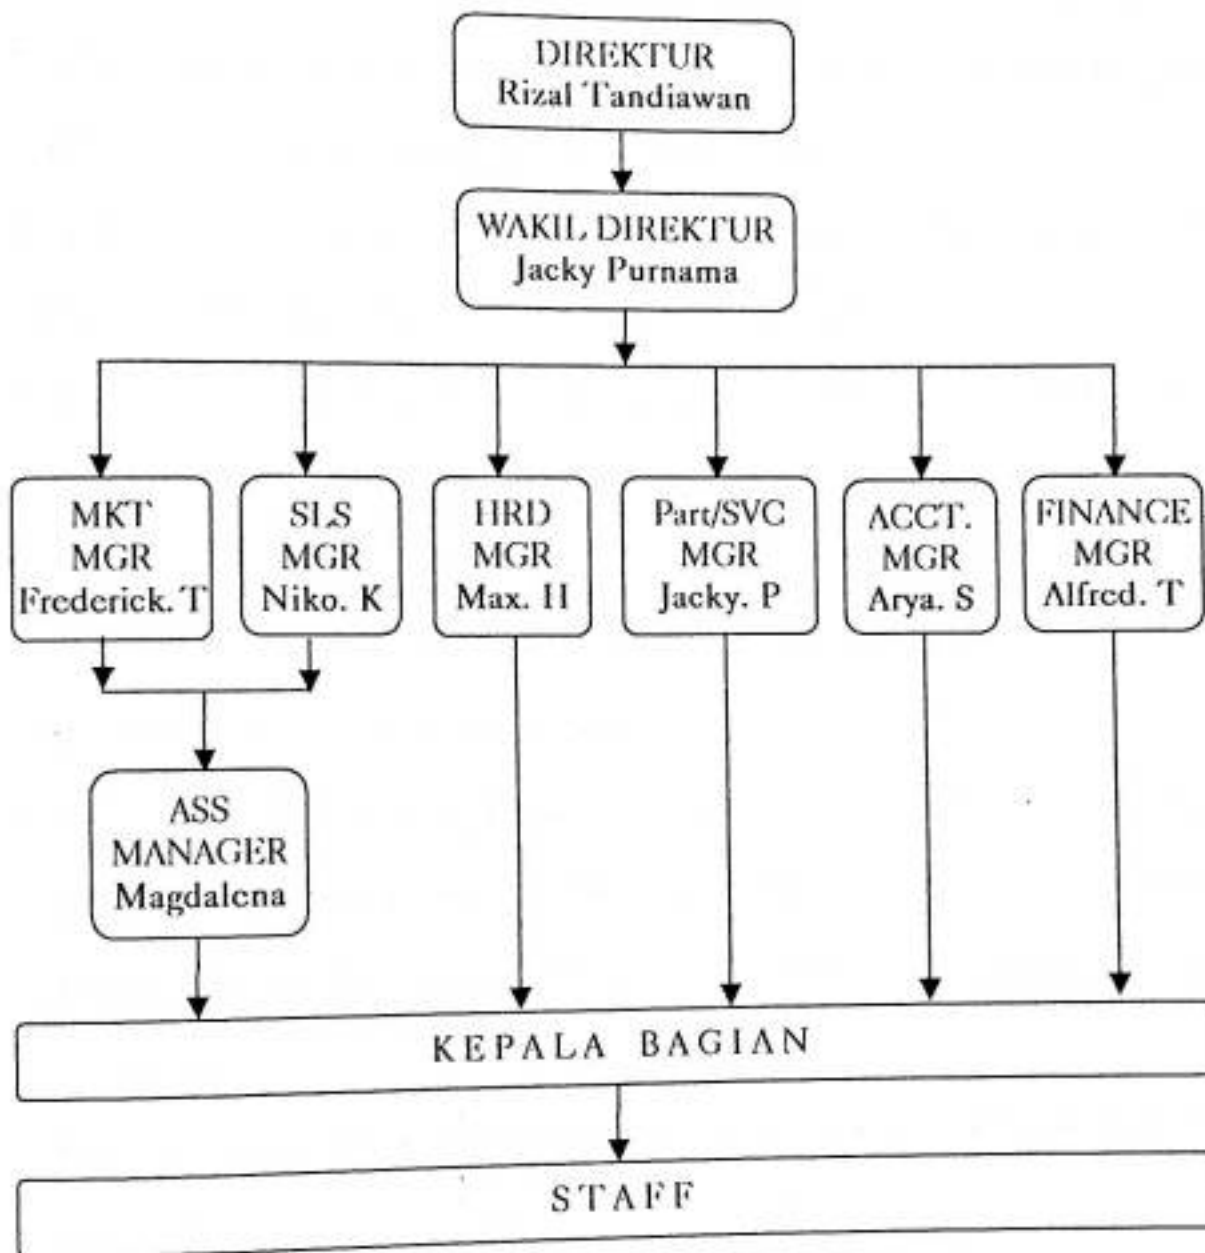 DIREKTUR
Rizal Tandiawan
WAKIL DIREKTUR
Jacky Purnama
MKT
MGR
Frederick. T
SLS
MGR
Niko. K
HRD
MGR
Max. H
Part/SVC
MGR
Jacky. P
ACCT.
MGR
Arya. S
FINANCE
MGR
Alfred. T
ASS
MANAGER
Magdalena
KEPALA BAGIAN
STAFF